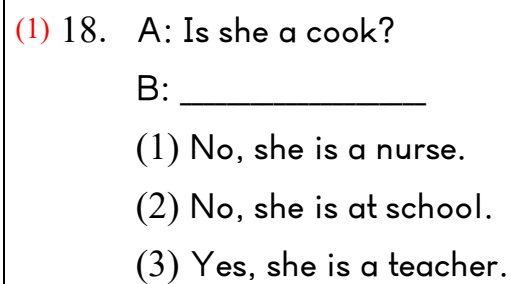 (1) 18. A: Is she a cook?
B: ____________________
(1) No, she is a nurse.
(2) No, she is at school.
(3) Yes, she is a teacher.